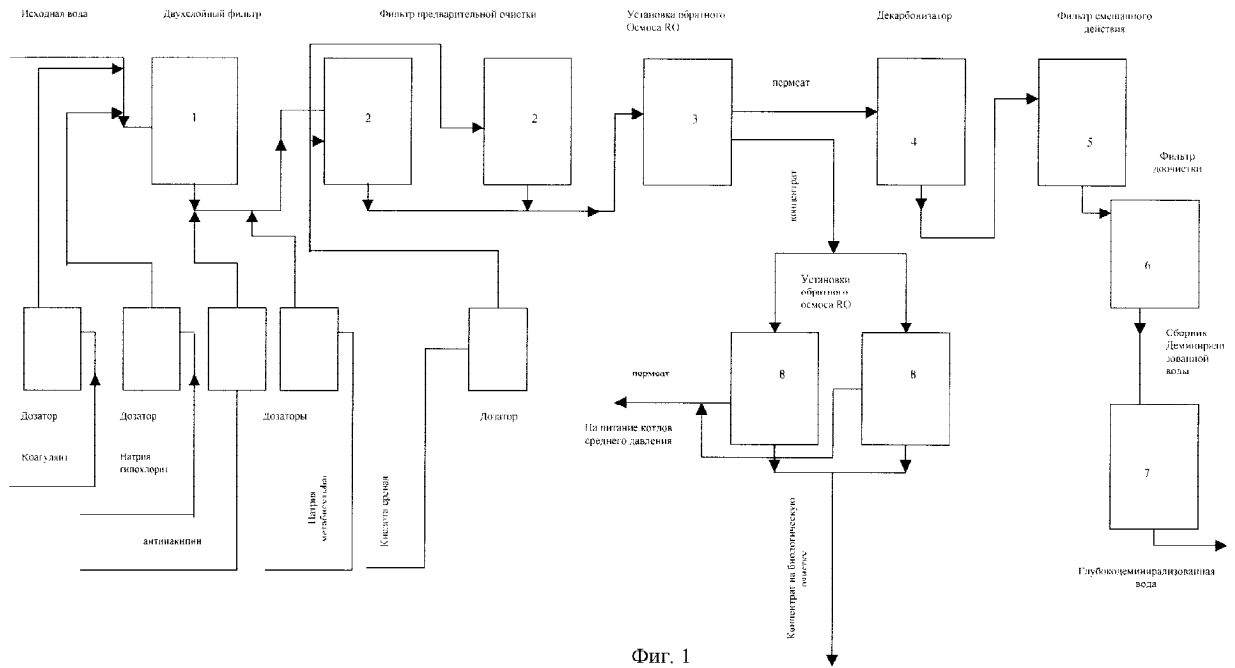 Исходная вода
Двухслойный фильтр
Фильтр предварительной очистки
Установка обратного
Осмоса RO
Декарбонизатор
Фильтр смешанного
действия
1
2
2
3
пермеат
4
5
концентрат
Фильтр
доочистки
6
Установки
обратного
осмоса RO
Сборник
Деминирали
зованной
воды
8
8
пермеат
На питание котлов
среднего давления
7
Дозатор
Дозатор
Дозаторы
Дозатор
Коагулянт
Натрия
гипохлорит
антинакипин
Натрия
метабисульфит
Кислота серная
Концентрат на биологическую
очистку
Глубокодеминирализованная
вода
Фиг. 1